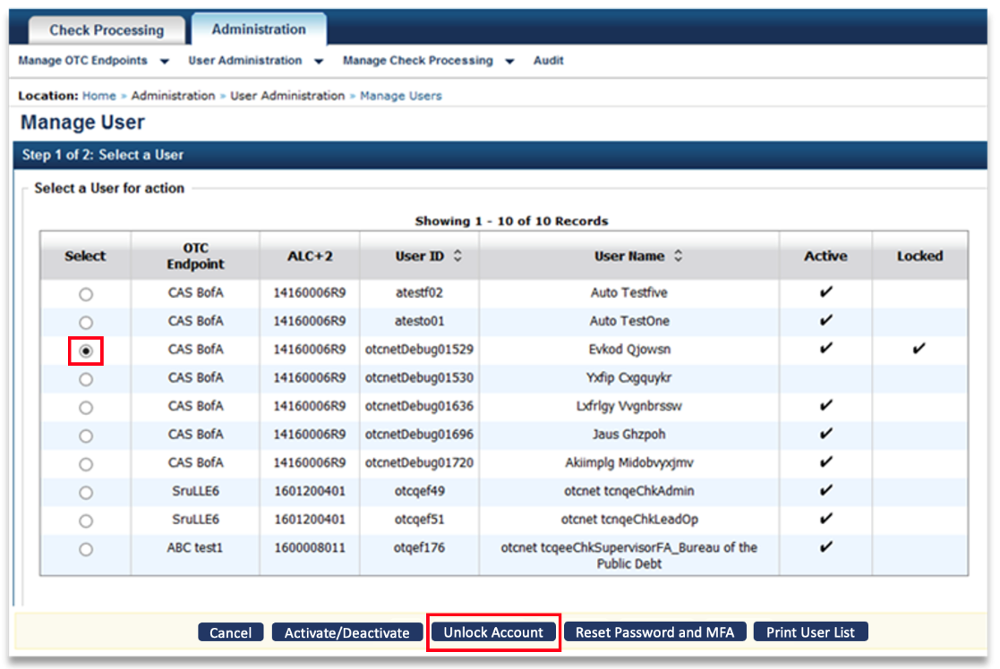 Check Processing Administration
Manage OTC Endpoints User Administration Manage Check Processing Audit
Location: Home » Administration » User Administration » Manage Users
Manage User
Step 1 of 2: Select a User
Select a User for action
Showing 1 - 10 of 10 Records
Select OTC Endpoint ALC+2 User ID User Name Active Locked
CAS BofA 14160006R9 atestf02 Auto Testfive ✔
CAS BofA 14160006R9 atesto01 Auto TestOne ✔
CAS BofA 14160006R9 otcnetDebug01529 Evkod Qjowsn ✔ ✔
CAS BofA 14160006R9 otcnetDebug01530 Yxfip Cxgquykr
CAS BofA 14160006R9 otcnetDebug01636 Lxfrlgy Vvgnbrssw ✔
CAS BofA 14160006R9 otcnetDebug01696 Jaus Ghzpoh ✔
CAS BofA 14160006R9 otcnetDebug01720 Akiimplg Midobvyxjmv ✔
SruLLE6 1601200401 otcqef49 otcnet tcnqeChkAdmin ✔
SruLLE6 1601200401 otcqef51 otcnet tcnqeChkLeadOp ✔
ABC test1 1600008011 otqef176 otcnet tcqeeChkSupervisorFA_Bureau of the ✔
Public Debt
Cancel Activate/Deactivate Unlock Account Reset Password and MFA Print User List